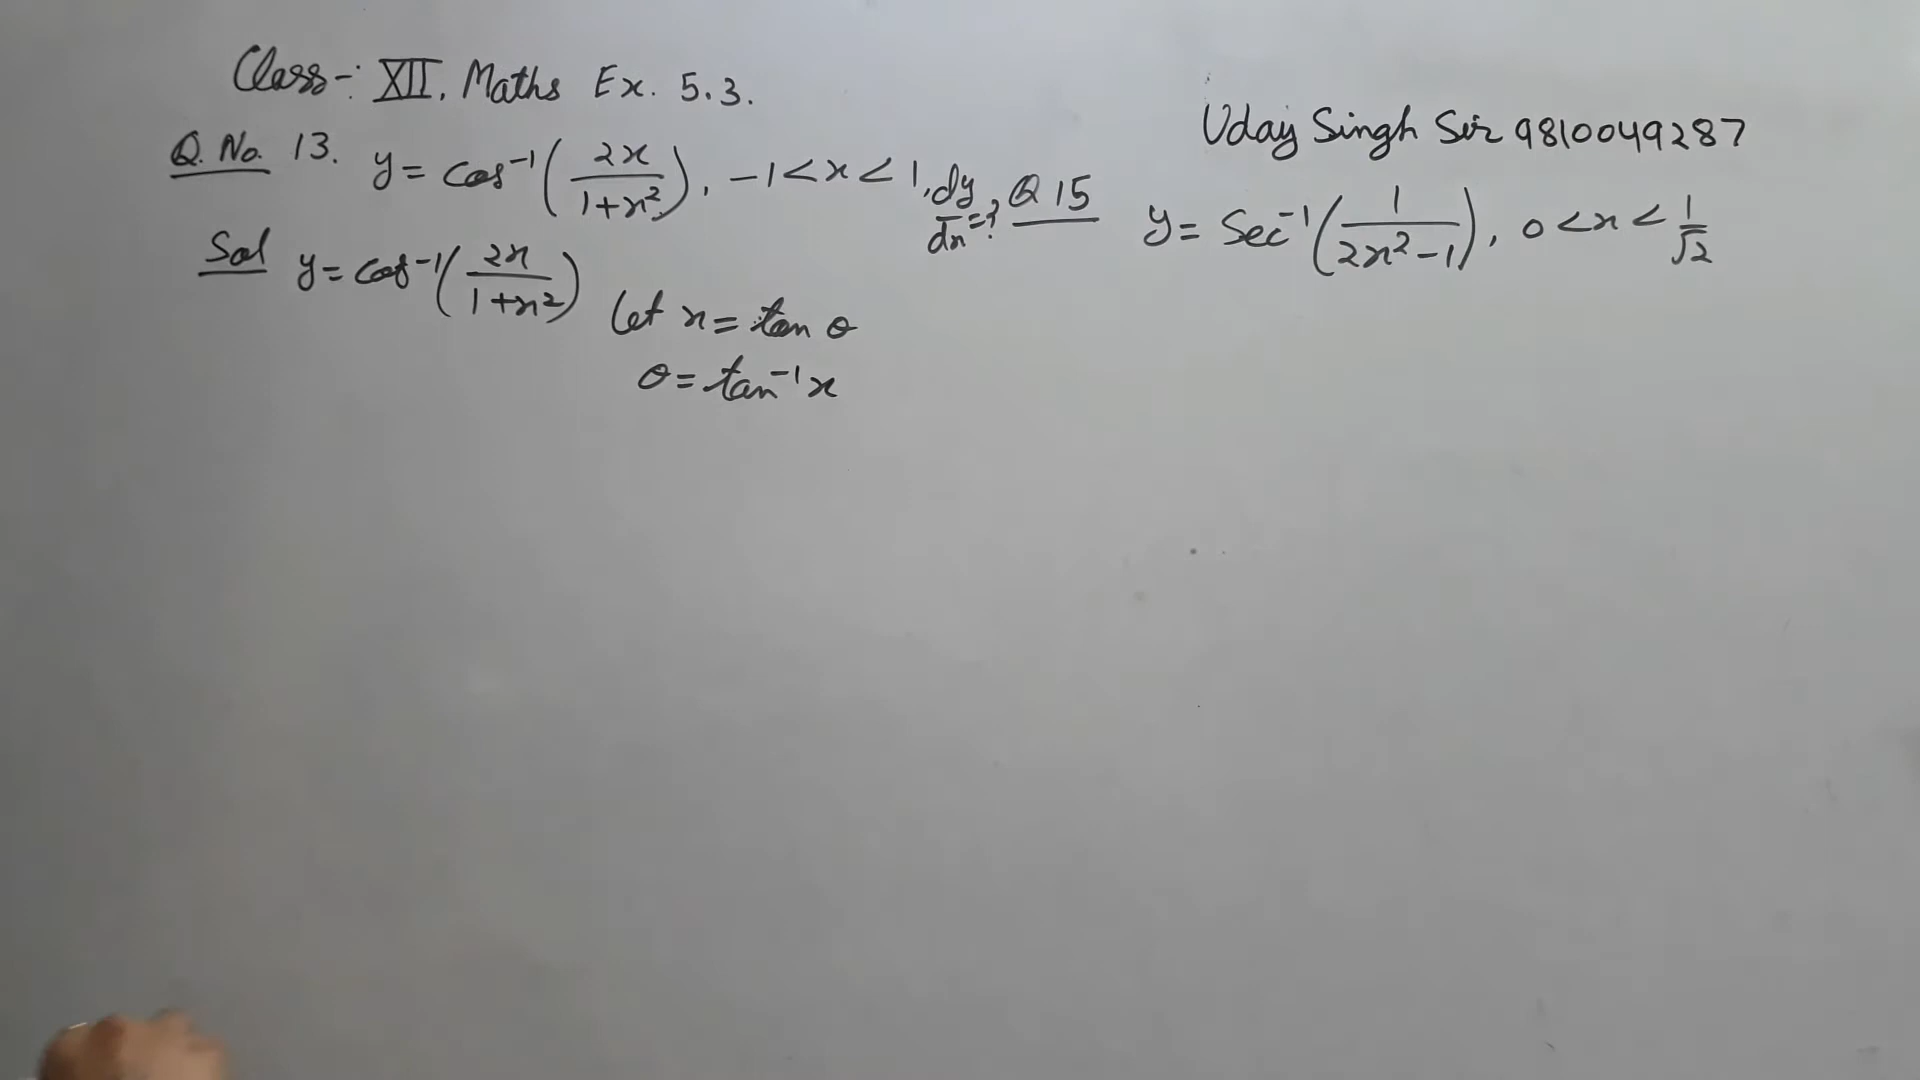 Class-: XII, Maths Ex. 5.3.
Uday Singh Sir 9810049287
Q. No. 13. y = cos⁻¹(2x/(1+x²)), -1 < x < 1, dy/dx = ?
Sol y = cos⁻¹(2x/(1+x²))
Let x = tan θ
θ = tan⁻¹ x
Q 15 y = Sec⁻¹(1/(2x²-1)), 0 < x < 1/√2